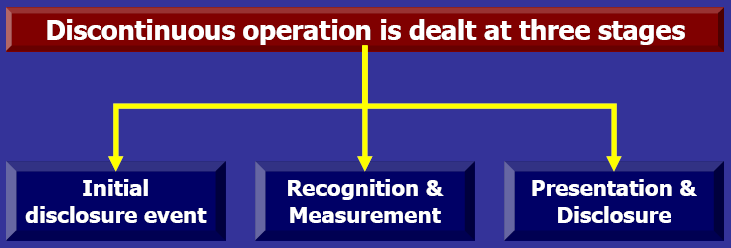 Discontinuous operation is dealt at three stages
Initial
disclosure event
Recognition &
Measurement
Presentation &
Disclosure